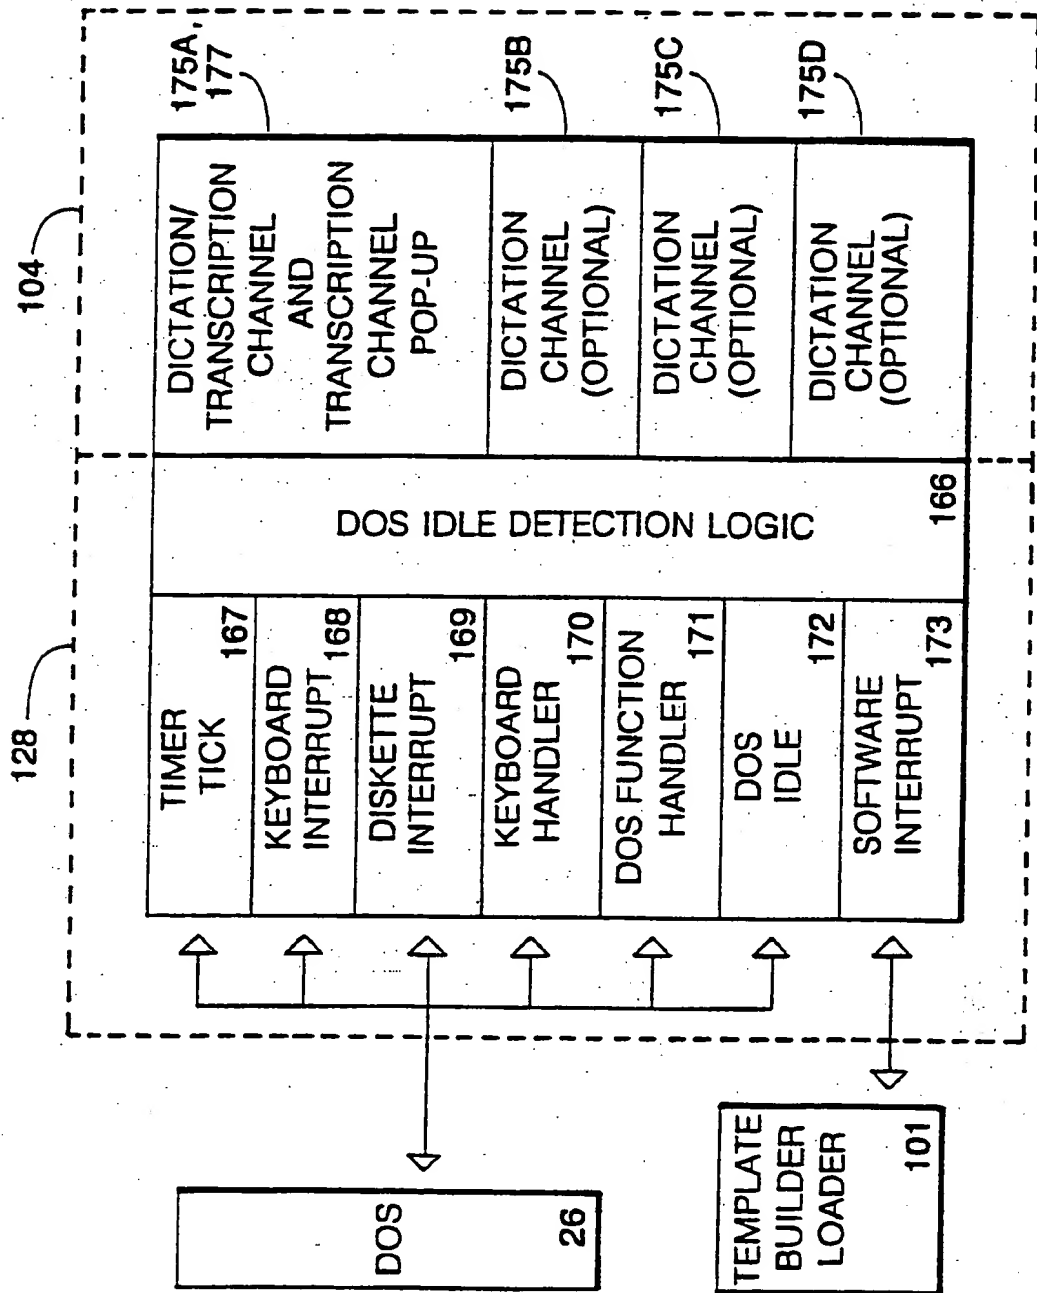 128
104
TIMER
TICK
167
KEYBOARD
INTERRUPT
168
DISKETTE
INTERRUPT
169
KEYBOARD
HANDLER
170
DOS FUNCTION
HANDLER
171
DOS
IDLE
172
SOFTWARE
INTERRUPT
173
DOS IDLE DETECTION LOGIC
166
DICTATION/
TRANSCRIPTION
CHANNEL
AND
TRANSCRIPTION
CHANNEL
POP-UP
175A,
177
DICTATION
CHANNEL
(OPTIONAL)
175B
DICTATION
CHANNEL
(OPTIONAL)
175C
DICTATION
CHANNEL
(OPTIONAL)
175D
DOS
26
TEMPLATE
BUILDER
LOADER
101